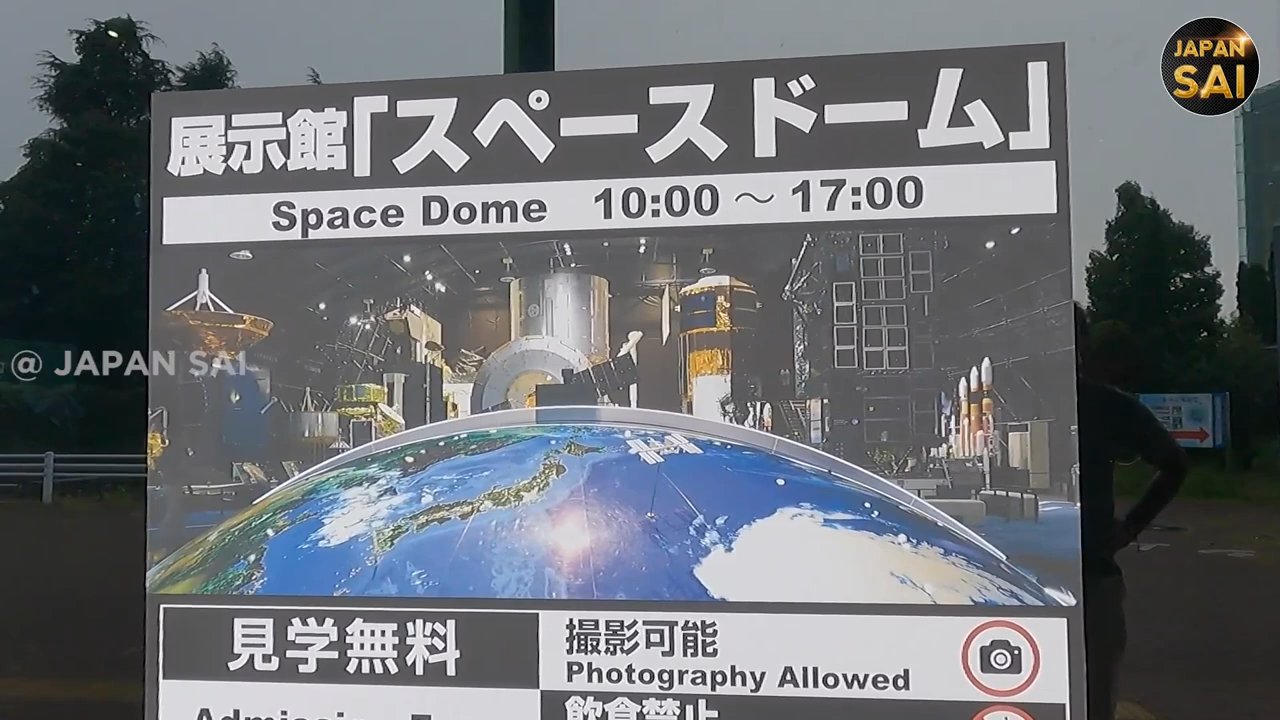 JAPAN
SAI
展示館「スペースドーム」
Space Dome 10:00 ～ 17:00
@ JAPAN SAI
見学無料
撮影可能
Photography Allowed
飲食禁止